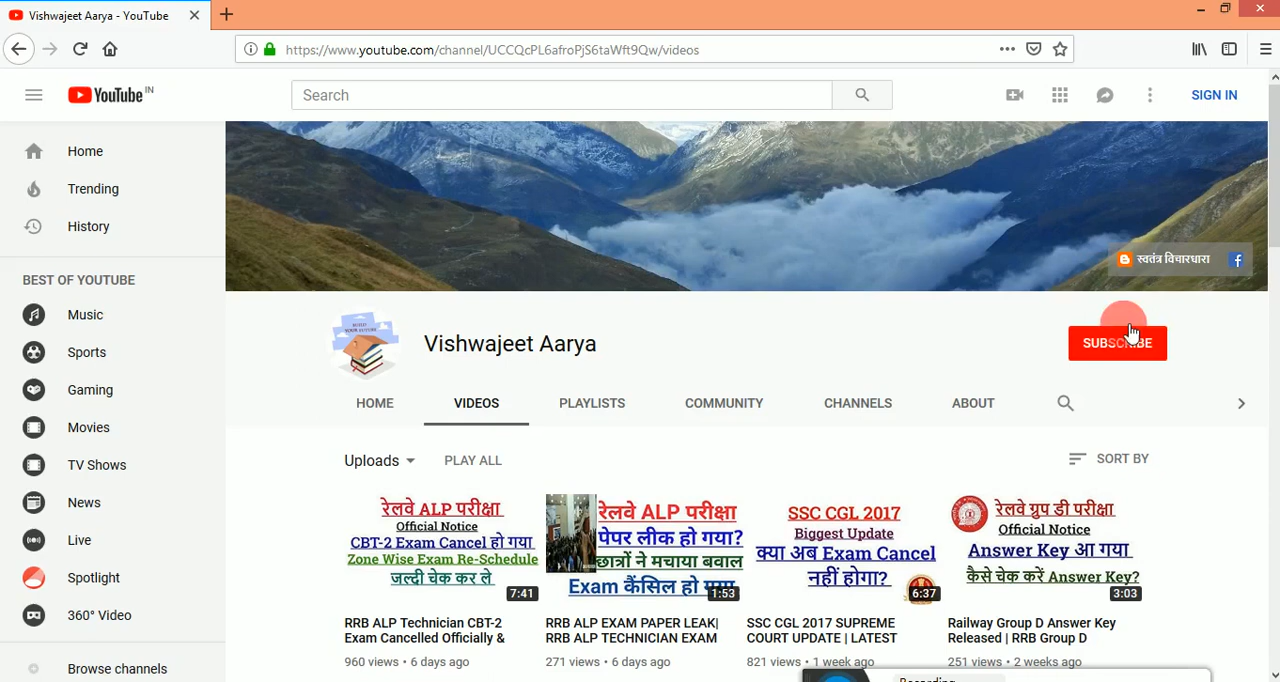 Vishwajeet Aarya - YouTube
https://www.youtube.com/channel/UCCQcPL6afroPjS6taWft9Qw/videos
YouTube IN
Search
SIGN IN
Home
Trending
History
BEST OF YOUTUBE
Music
Sports
Gaming
Movies
TV Shows
News
Live
Spotlight
360° Video
Browse channels
स्वतंत्र विचारधारा
Vishwajeet Aarya
SUBSCRIBE
HOME
VIDEOS
PLAYLISTS
COMMUNITY
CHANNELS
ABOUT
Uploads
PLAY ALL
SORT BY
रेलवे ALP परीक्षा
Official Notice
CBT-2 Exam Cancel हो गया
Zone Wise Exam Re-Schedule
जल्दी चेक कर ले
7:41
RRB ALP Technician CBT-2
Exam Cancelled Officially &
960 views • 6 days ago
रेलवे ALP परीक्षा
पेपर लीक हो गया?
छात्रों ने मचाया बवाल
Exam कैंसिल हो गया
1:53
RRB ALP EXAM PAPER LEAK|
RRB ALP TECHNICIAN EXAM
271 views • 6 days ago
SSC CGL 2017
Biggest Update
क्या अब Exam Cancel
नहीं होगा?
6:37
SSC CGL 2017 SUPREME
COURT UPDATE | LATEST
821 views • 1 week ago
रेलवे ग्रुप डी परीक्षा
Official Notice
Answer Key आ गया
कैसे चेक करें Answer Key?
3:03
Railway Group D Answer Key
Released | RRB Group D
251 views • 2 weeks ago